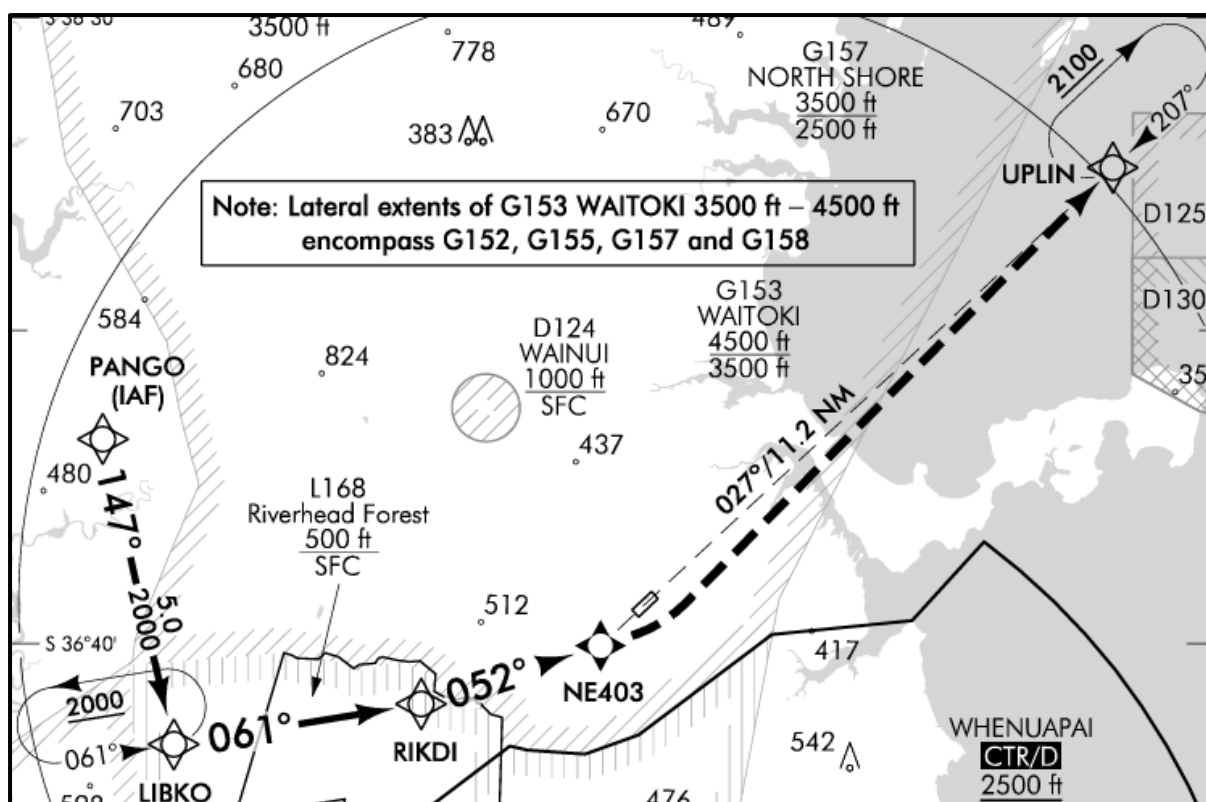 S 36°30'
3500 ft
778
489
680
703
383
670
G157
NORTH SHORE
3500 ft
2500 ft
2100
207°
UPLIN
Note: Lateral extents of G153 WAITOKI 3500 ft – 4500 ft
encompass G152, G155, G157 and G158
D125
D130
35
584
PANGO
(IAF)
824
D124
WAINUI
1000 ft
SFC
G153
WAITOKI
4500 ft
3500 ft
480
437
147°
5.0
2000
027°/11.2 NM
L168
Riverhead Forest
500 ft
SFC
512
S 36°40'
417
052°
NE403
2000
061°
061°
RIKDI
LIBKO
542
WHENUAPAI
CTR/D
2500 ft
476